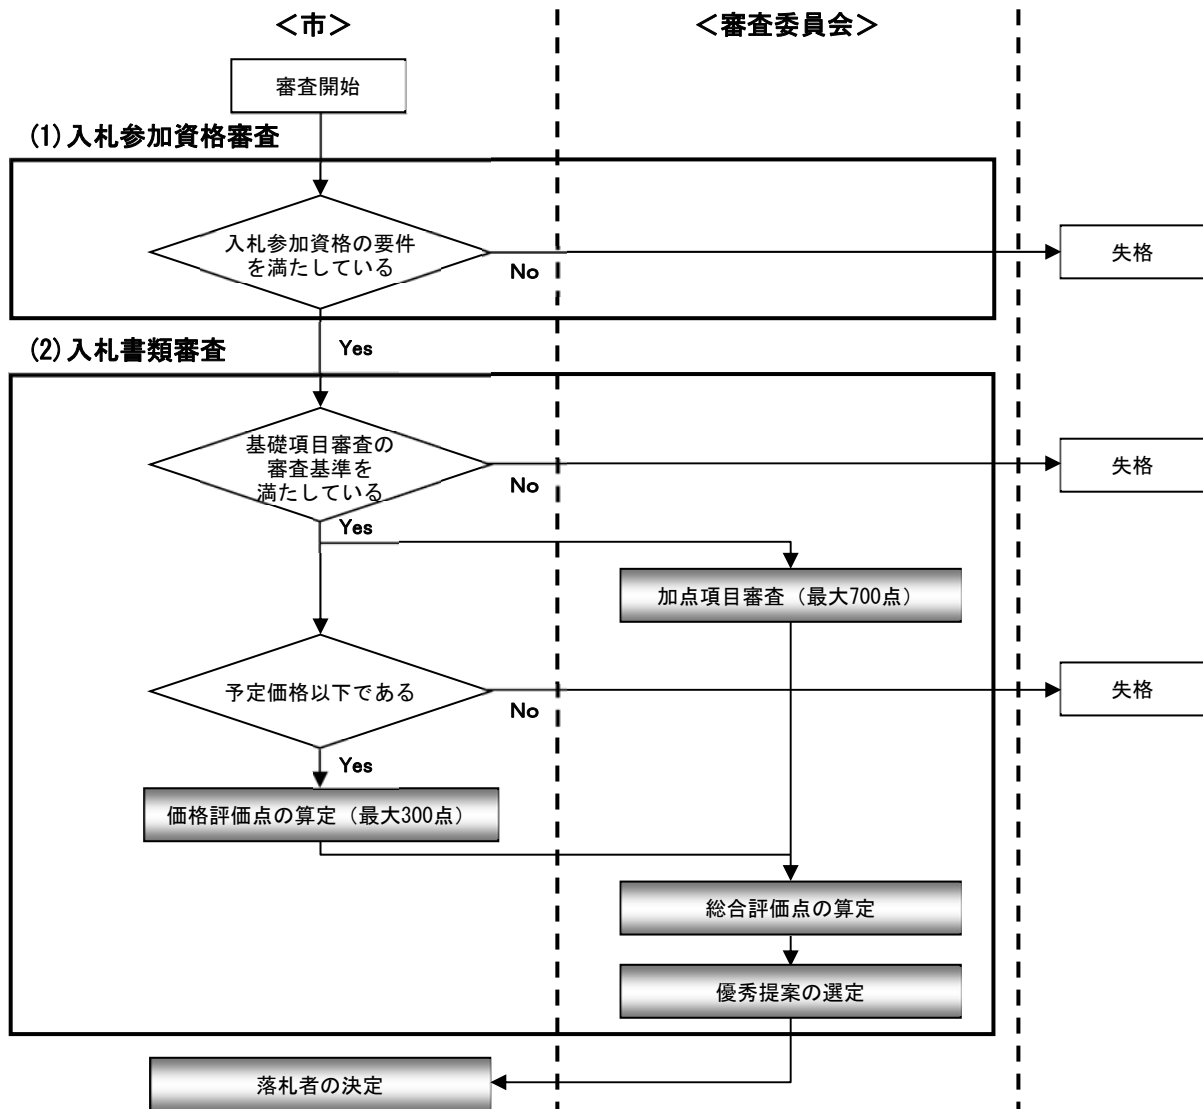 ＜市＞
＜審査委員会＞
審査開始
(1)入札参加資格審査
入札参加資格の要件
を満たしている
No
失格
Yes
(2)入札書類審査
基礎項目審査の
審査基準を
満たしている
No
失格
Yes
加点項目審査（最大700点）
予定価格以下である
No
失格
Yes
価格評価点の算定（最大300点）
総合評価点の算定
優秀提案の選定
落札者の決定